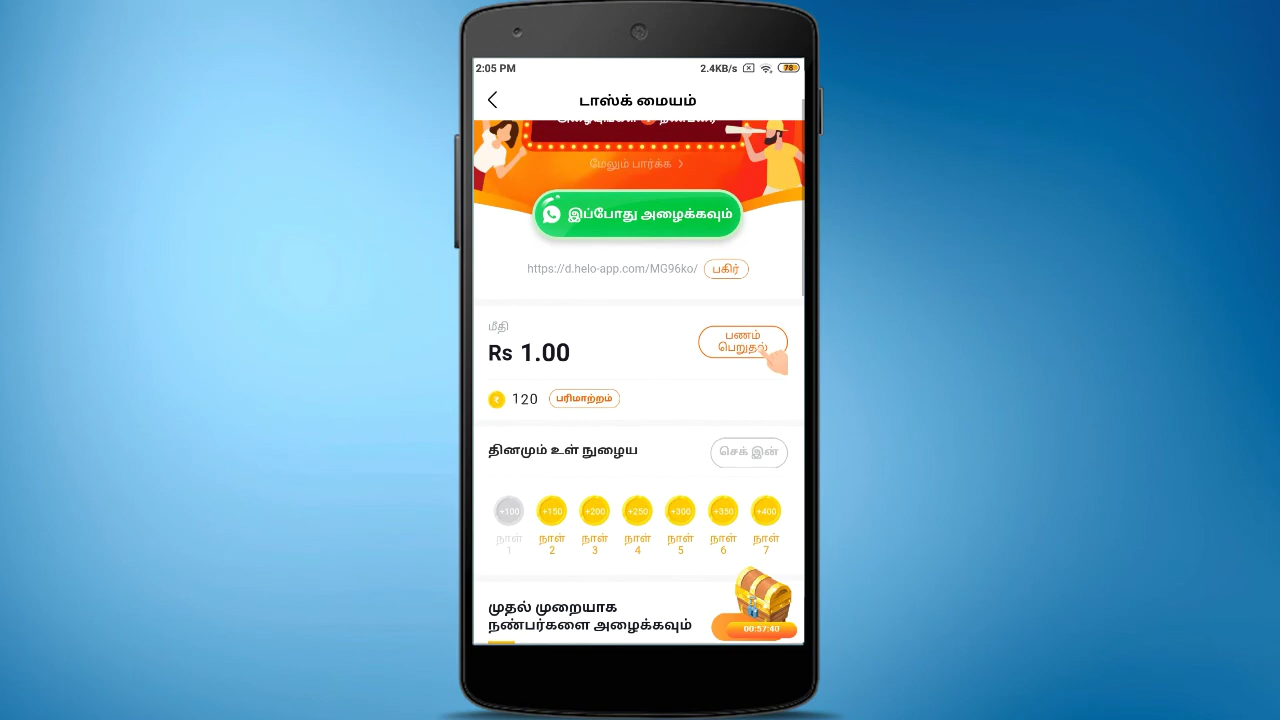 2:05 PM 2.4KB/s 78
டாஸ்க் மையம்
மேலும் பார்க்க >
இப்போது அழைக்கவும்
https://d.helo-app.com/MG96ko/ பகிர்
மீதி
Rs 1.00
பணம்
பெறுதல்
₹ 120 பரிமாற்றம்
தினமும் உள் நுழைய செக் இன்
+100 +150 +200 +250 +300 +350 +400
நாள் நாள் நாள் நாள் நாள் நாள் நாள்
1 2 3 4 5 6 7
முதல் முறையாக
நண்பர்களை அழைக்கவும்
00:57:40